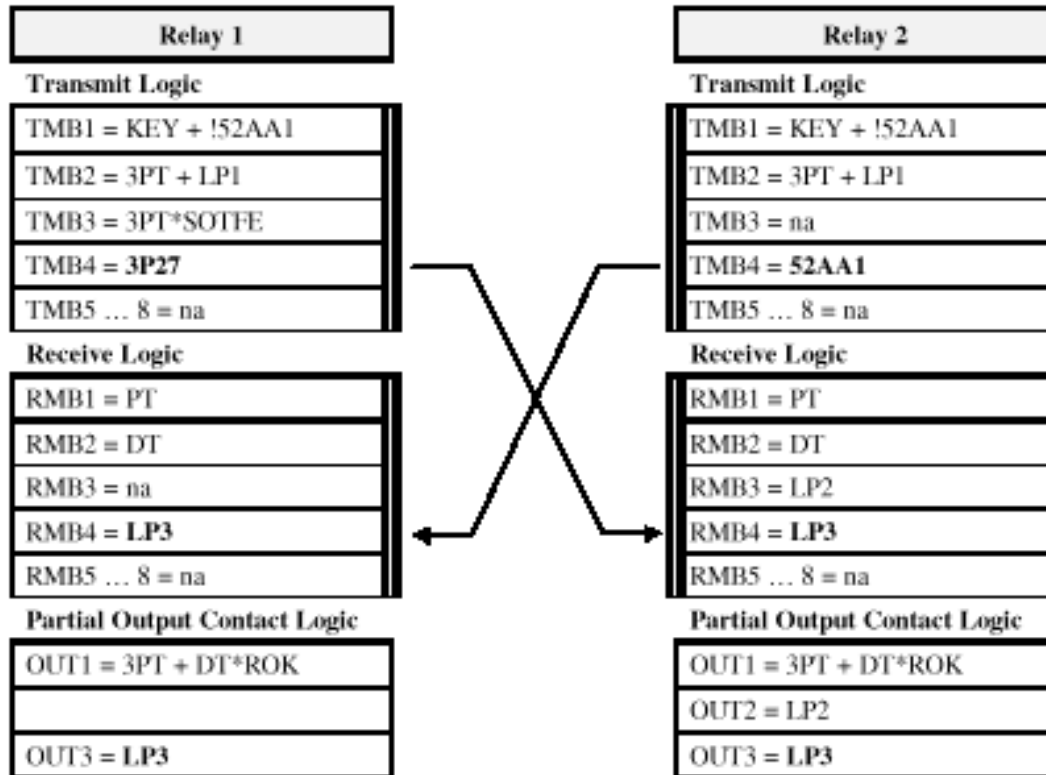 Relay 1
Transmit Logic
TMB1 = KEY + !52AA1
TMB2 = 3PT + LP1
TMB3 = 3PT*SOTFE
TMB4 = 3P27
TMB5 … 8 = na
Receive Logic
RMB1 = PT
RMB2 = DT
RMB3 = na
RMB4 = LP3
RMB5 … 8 = na
Partial Output Contact Logic
OUT1 = 3PT + DT*ROK
OUT3 = LP3
Relay 2
Transmit Logic
TMB1 = KEY + !52AA1
TMB2 = 3PT + LP1
TMB3 = na
TMB4 = 52AA1
TMB5 … 8 = na
Receive Logic
RMB1 = PT
RMB2 = DT
RMB3 = LP2
RMB4 = LP3
RMB5 … 8 = na
Partial Output Contact Logic
OUT1 = 3PT + DT*ROK
OUT2 = LP2
OUT3 = LP3